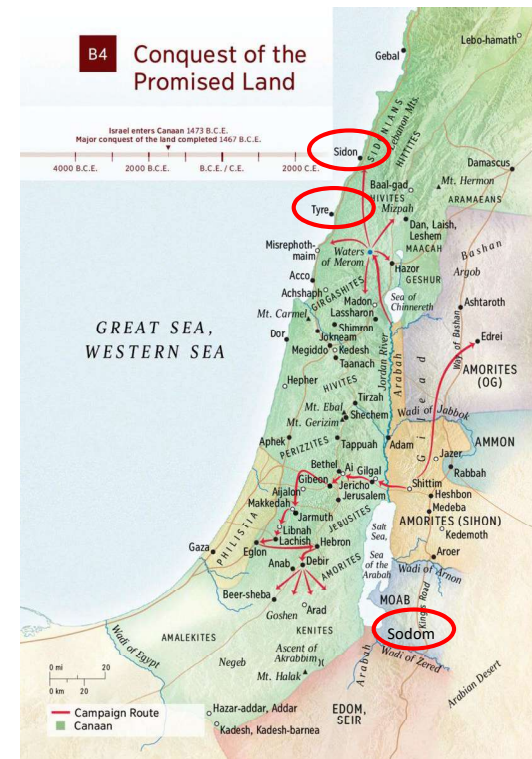 B4
Conquest of the
Promised Land
Israel enters Canaan 1473 B.C.E.
Major conquest of the land completed 1467 B.C.E.
4000 B.C.E.
2000 B.C.E.
B.C.E./ C.E.
2000 C.E.
Lebo-hamath
Gebal
SIDONIANS
Lebanon Mts.
HITTITES
Sidon
Damascus
Baal-gad
Mt. Hermon
HIVITES
ARAMAEANS
Tyre
Mizpah
Dan, Laish,
Leshem
Misrephoth-
maim
Waters
of Merom
MAACAH
Bashan
Hazor
Argob
Acco
GESHUR
Achshaph
GIRGASHITES
Sea of
Chinnereth
Madon
Ashtaroth
Mt. Carmel
Lassharon
Shimron
GREAT SEA,
WESTERN SEA
Dor
Jokneam
Megiddo
Kedesh
Taanach
Jordan River
Arabah
Way of Bashan
Edrei
AMORITES
(OG)
Hepher
HIVITES
Gilead
Tirzah
Mt. Ebal
Shechem
Mt. Gerizim
Wadi of Jabbok
Aphek
Tappuah
Adam
AMMON
PERIZZITES
Jazer
Bethel
Ai
Gilgal
Rabbah
Gibeon
Jericho
Shittim
Aijalon
Jerusalem
Heshbon
Makkedah
Medeba
Jarmuth
JEBUSITES
AMORITES (SIHON)
PHILISTIA
Libnah
Salt
Sea,
Kedemoth
Lachish
Hebron
Gaza
Eglon
Sea
of the
Arabah
Aroer
Anab
Debir
AMORITES
Wadi of Arnon
Beer-sheba
MOAB
King's Road
Goshen
Arad
KENITES
Sodom
AMALEKITES
Wadi of Egypt
Ascent of
Akrabbim
Negeb
Wadi of Zered
Mt. Halak
Arabah
Arabian Desert
0 mi
20
0 km
20
EDOM,
SEIR
Campaign Route
Canaan
Hazar-addar, Addar
Kadesh, Kadesh-barnea